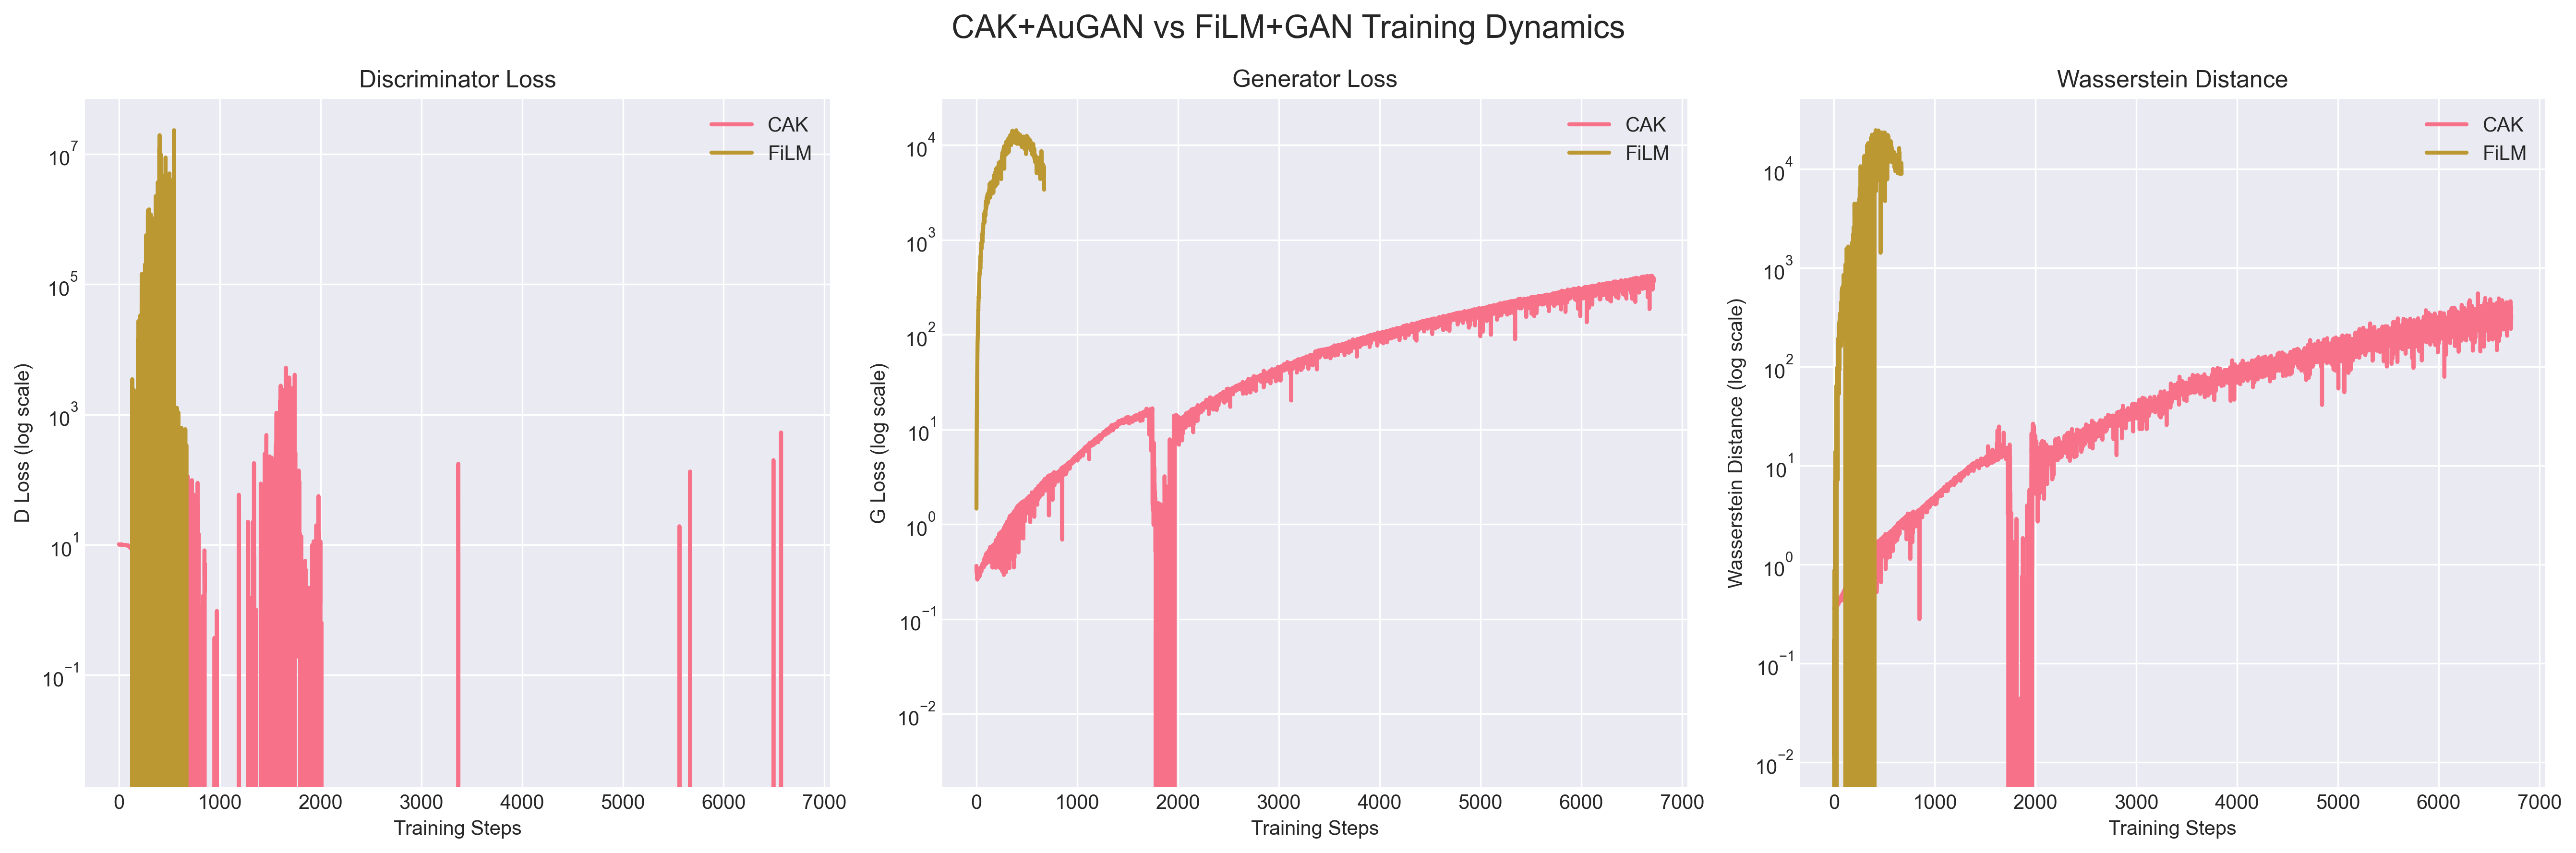 CAK+AuGAN vs FiLM+GAN Training Dynamics
Discriminator Loss
D Loss (log scale)
10^7
10^5
10^3
10^1
10^−1
0 1000 2000 3000 4000 5000 6000 7000
Training Steps
CAK
FiLM
Generator Loss
G Loss (log scale)
10^4
10^3
10^2
10^1
10^0
10^−1
10^−2
0 1000 2000 3000 4000 5000 6000 7000
Training Steps
CAK
FiLM
Wasserstein Distance
Wasserstein Distance (log scale)
10^4
10^3
10^2
10^1
10^0
10^−1
10^−2
0 1000 2000 3000 4000 5000 6000 7000
Training Steps
CAK
FiLM